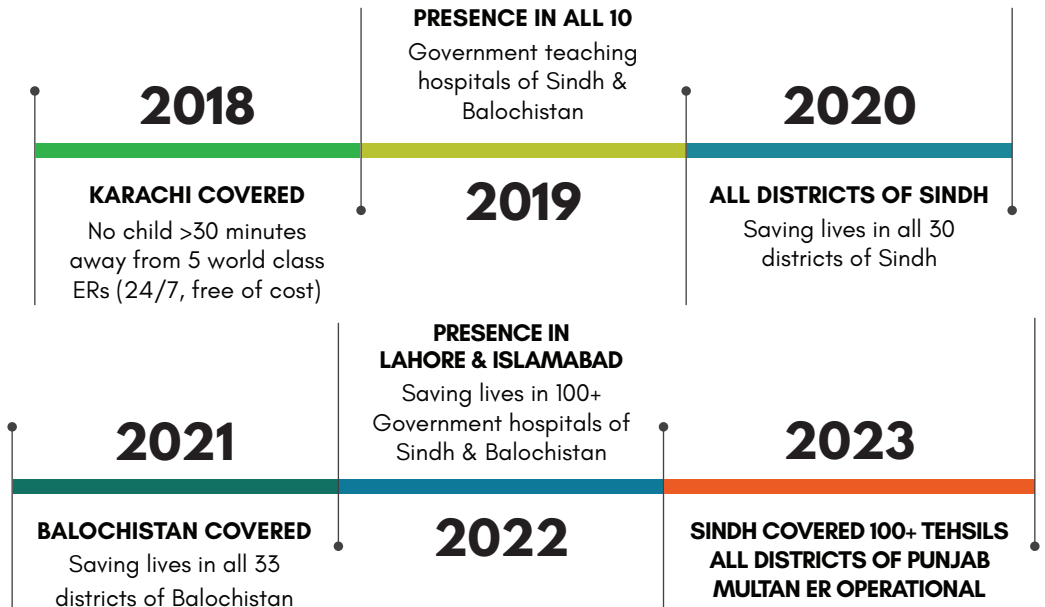 2018
KARACHI COVERED
No child >30 minutes
away from 5 world class
ERs (24/7, free of cost)
PRESENCE IN ALL 10
Government teaching
hospitals of Sindh &
Balochistan
2019
2020
ALL DISTRICTS OF SINDH
Saving lives in all 30
districts of Sindh
2021
BALOCHISTAN COVERED
Saving lives in all 33
districts of Balochistan
PRESENCE IN
LAHORE & ISLAMABAD
Saving lives in 100+
Government hospitals of
Sindh & Balochistan
2022
2023
SINDH COVERED 100+ TEHSILS
ALL DISTRICTS OF PUNJAB
MULTAN ER OPERATIONAL